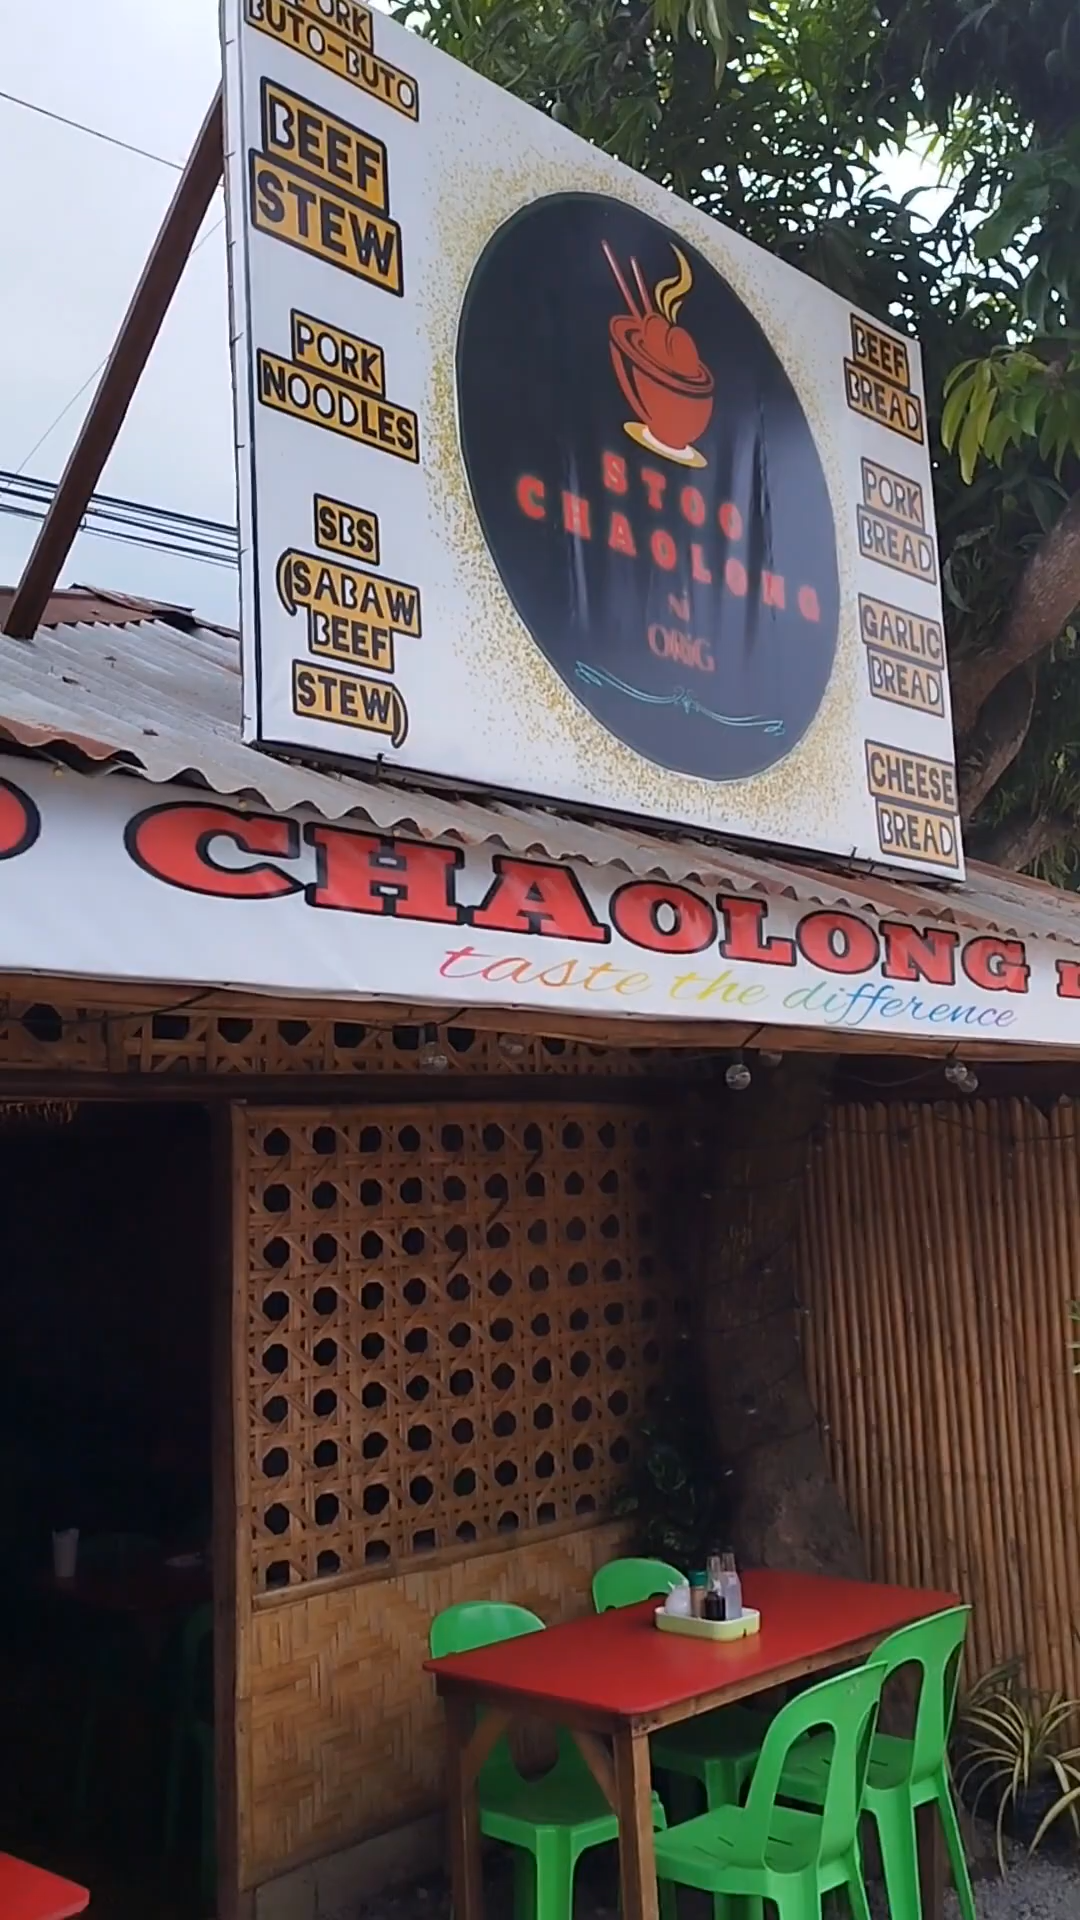 PORK
BUTO-BUTO
BEEF
STEW
PORK
NOODLES
SBS
(SABAW
BEEF
STEW)
STOO
CHAOLONG
Ni
ORiG
BEEF
BREAD
PORK
BREAD
GARLIC
BREAD
CHEESE
BREAD
CHAOLONG
taste the difference